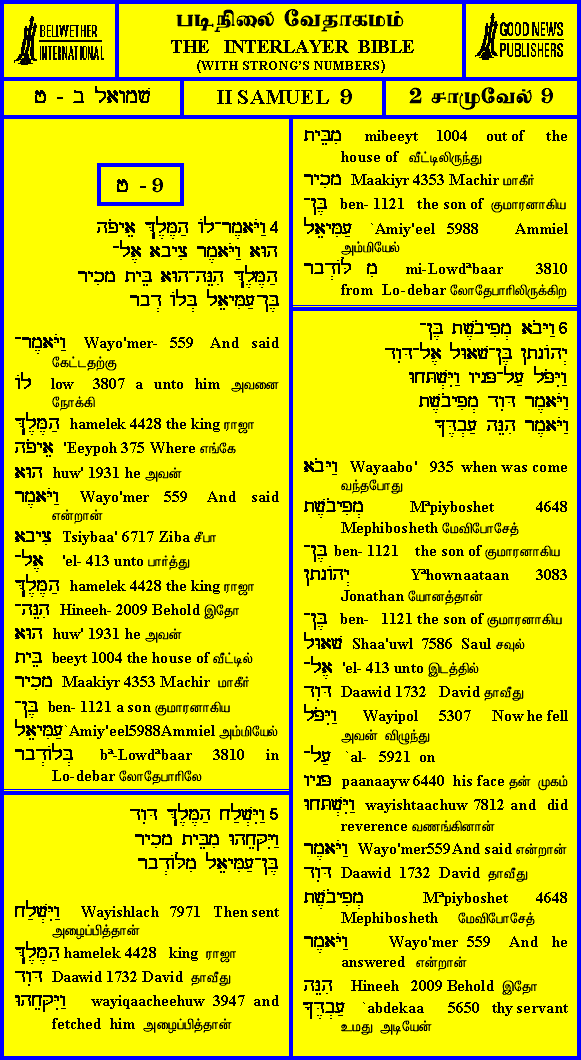 BELLWETHER
INTERNATIONAL
படிநிலை வேதாகமம்
THE INTERLAYER BIBLE
(WITH STRONG'S NUMBERS)
GOOD NEWS
PUBLISHERS
שמואל ב - ט
II SAMUEL 9
2 சாமுவேல் 9
ט - 9
4 וַיֹּאמֶר־לוֹ הַמֶּלֶךְ אֵיפֹה
הוּא וַיֹּאמֶר צִיבָא אֶל־
הַמֶּלֶךְ הִנֵּה־הוּא בֵּית מָכִיר
בֶּן־עַמִּיאֵל בְּלוֹ דְבָר
וַיֹּאמֶר־ Wayo'mer- 559 And said
கேட்டதற்கு
לוֹ low 3807 a unto him அவனை
நோக்கி
הַמֶּלֶךְ hamelek 4428 the king ராஜா
אֵיפֹה 'Eeypoh 375 Where எங்கே
הוּא huw' 1931 he அவன்
וַיֹּאמֶר Wayo'mer 559 And said
என்றான்
צִיבָא Tsiybaa' 6717 Ziba சீபா
אֶל־ 'el- 413 unto பார்த்து
הַמֶּלֶךְ hamelek 4428 the king ராஜா
הִנֵּה־ Hineeh- 2009 Behold இதோ
הוּא huw' 1931 he அவன்
בֵּית beeyt 1004 the house of வீட்டில்
מָכִיר Maakiyr 4353 Machir மாகீர்
בֶּן־ ben- 1121 a son குமாரனாகிய
עַמִּיאֵל `Amiy'eel5988Ammiel அம்மியேல்
בְּלוֹדְבָר bª-Lowdªbaar 3810 in
Lo-debar லோதேபாரிலே
5 וַיִּשְׁלַח הַמֶּלֶךְ דָּוִד
וַיִּקָּחֵהוּ מִבֵּית מָכִיר
בֶּן־עַמִּיאֵל מִלּוֹדְבָר
וַיִּשְׁלַח Wayishlach 7971 Then sent
அழைப்பித்தான்
הַמֶּלֶךְ hamelek 4428 king ராஜா
דָּוִד Daawid 1732 David தாவீது
וַיִּקָּחֵהוּ wayiqaacheehuw 3947 and
fetched him அழைப்பித்தான்
מִבֵּית mibeeyt 1004 out of the
house of வீட்டிலிருந்து
מָכִיר Maakiyr 4353 Machir மாகீர்
בֶּן־ ben- 1121 the son of குமாரனாகிய
עַמִּיאֵל `Amiy'eel 5988 Ammiel
அம்மியேல்
מִ לּוֹדְבָר mi-Lowdªbaar 3810
from Lo-debar லோதேபாரிலிருக்கிற
6 וַיָּבֹא מְפִיבֹשֶׁת בֶּן־
יְהוֹנָתָן בֶּן־שָׁאוּל אֶל־דָּוִד
וַיִּפֹּל עַל־פָּנָיו וַיִּשְׁתָּחוּ
וַיֹּאמֶר דָּוִד מְפִיבֹשֶׁת
וַיֹּאמֶר הִנֵּה עַבְדֶּךָ
וַיָּבֹא Wayaabo' 935 when was come
வந்தபோது
מְפִיבֹשֶׁת Mªpiyboshet 4648
Mephibosheth மேவிபோசேத்
בֶּן־ ben- 1121 the son of குமாரனாகிய
יְהוֹנָתָן Yªhownaataan 3083
Jonathan யோனத்தான்
בֶּן־ ben- 1121 the son of குமாரனாகிய
שָׁאוּל Shaa'uwl 7586 Saul சவுல்
אֶל־ 'el- 413 unto இடத்தில்
דָּוִד Daawid 1732 David தாவீது
וַיִּפֹּל Wayipol 5307 Now he fell
அவன் விழுந்து
עַל־ `al- 5921 on
פָּנָיו paanaayw 6440 his face தன் முகம்
וַיִּשְׁתָּחוּ wayishtaachuw 7812 and did
reverence வணங்கினான்
וַיֹּאמֶר Wayo'mer559And said என்றான்
דָּוִד Daawid 1732 David தாவீது
מְפִיבֹשֶׁת Mªpiyboshet 4648
Mephibosheth மேவிபோசேத்
וַיֹּאמֶר Wayo'mer 559 And he
answered என்றான்
הִנֵּה Hineeh 2009 Behold இதோ
עַבְדֶּךָ `abdekaa 5650 thy servant
உமது அடியேன்